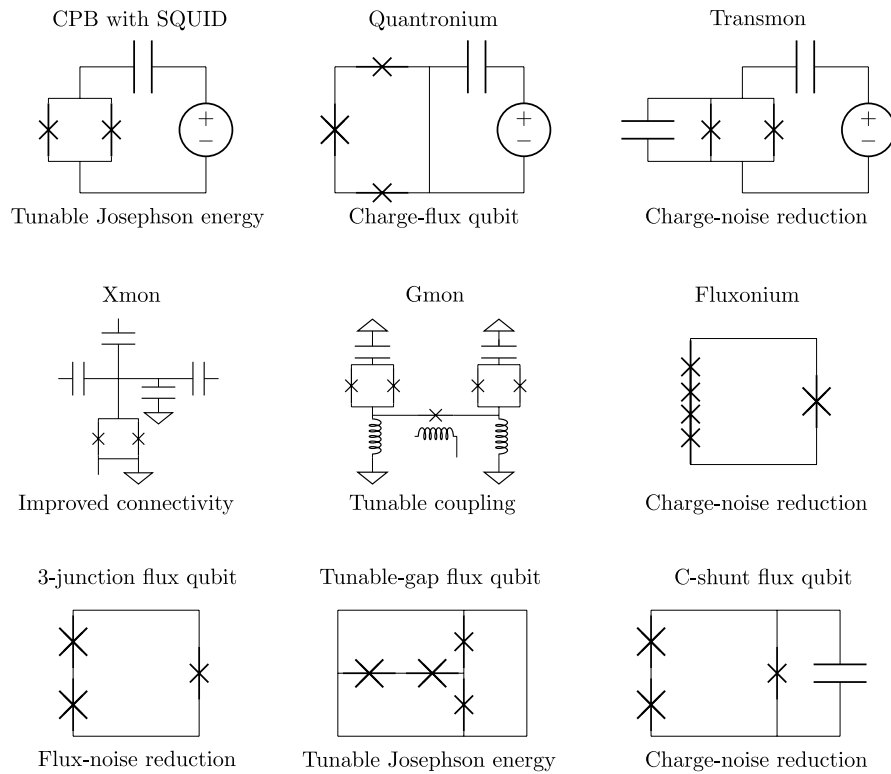 CPB with SQUID
Quantronium
Transmon
+
−
+
−
+
−
Tunable Josephson energy
Charge-flux qubit
Charge-noise reduction
Xmon
Gmon
Fluxonium
Improved connectivity
Tunable coupling
Charge-noise reduction
3-junction flux qubit
Tunable-gap flux qubit
C-shunt flux qubit
Flux-noise reduction
Tunable Josephson energy
Charge-noise reduction